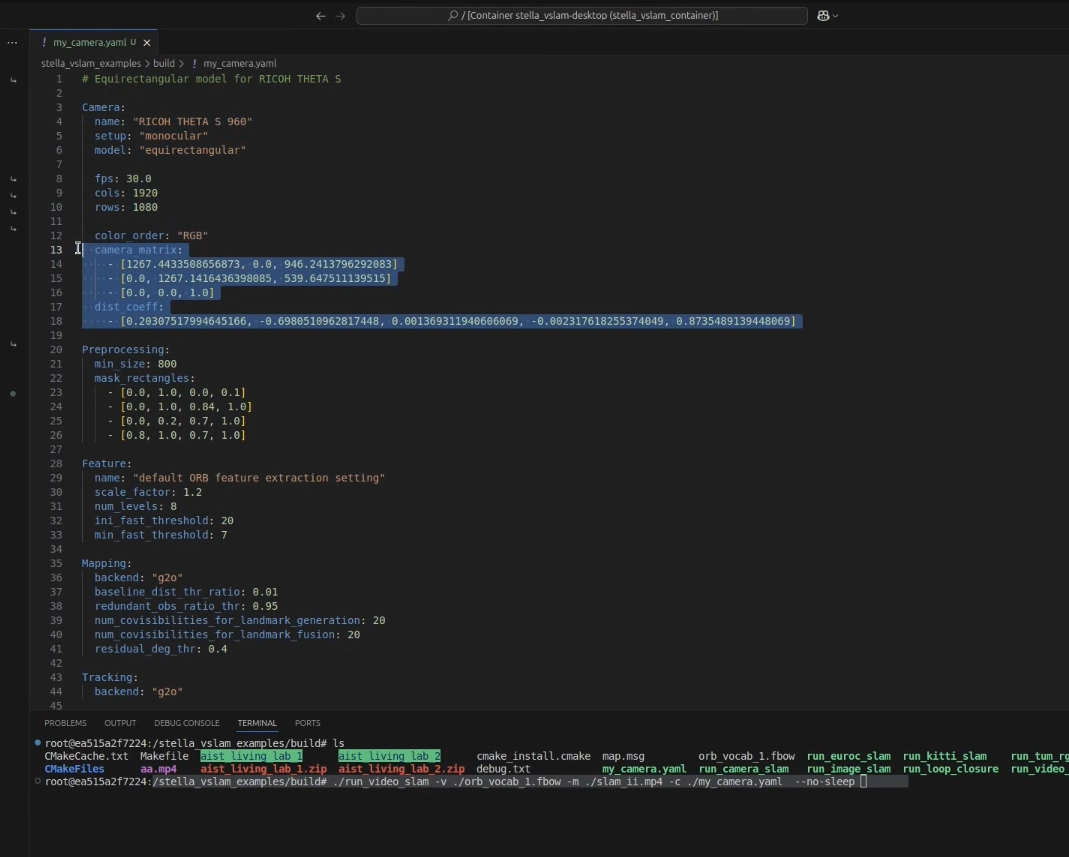 / [Container stella_vslam-desktop (stella_vslam_container)]
! my_camera.yaml U
stella_vslam_examples > build > ! my_camera.yaml
1 # Equirectangular model for RICOH THETA S
2
3 Camera:
4 name: "RICOH THETA S 960"
5 setup: "monocular"
6 model: "equirectangular"
7
8 fps: 30.0
9 cols: 1920
10 rows: 1080
11
12 color_order: "RGB"
13 camera_matrix:
14 - [1267.4433508656873, 0.0, 946.2413796292083]
15 - [0.0, 1267.1416436398085, 539.647511139515]
16 - [0.0, 0.0, 1.0]
17 dist_coeff:
18 - [0.20307517994645166, -0.6980510962817448, 0.001369311940606069, -0.002317618255374049, 0.8735489139448069]
19
20 Preprocessing:
21 min_size: 800
22 mask_rectangles:
23 - [0.0, 1.0, 0.0, 0.1]
24 - [0.0, 1.0, 0.84, 1.0]
25 - [0.0, 0.2, 0.7, 1.0]
26 - [0.8, 1.0, 0.7, 1.0]
27
28 Feature:
29 name: "default ORB feature extraction setting"
30 scale_factor: 1.2
31 num_levels: 8
32 ini_fast_threshold: 20
33 min_fast_threshold: 7
34
35 Mapping:
36 backend: "g2o"
37 baseline_dist_thr_ratio: 0.01
38 redundant_obs_ratio_thr: 0.95
39 num_covisibilities_for_landmark_generation: 20
40 num_covisibilities_for_landmark_fusion: 20
41 residual_deg_thr: 0.4
42
43 Tracking:
44 backend: "g2o"
45
PROBLEMS OUTPUT DEBUG CONSOLE TERMINAL PORTS
root@ea515a2f7224:/stella_vslam_examples/build# ls
CMakeCache.txt Makefile aist_living_lab_1 aist_living_lab_2 cmake_install.cmake map.msg orb_vocab_1.fbow run_euroc_slam run_kitti_slam run_tum_rg
CMakeFiles aa.mp4 aist_living_lab_1.zip aist_living_lab_2.zip debug.txt my_camera.yaml run_camera_slam run_image_slam run_loop_closure run_video_
root@ea515a2f7224:/stella_vslam_examples/build# ./run_video_slam -v ./orb_vocab_1.fbow -m ./slam_ii.mp4 -c ./my_camera.yaml --no-sleep